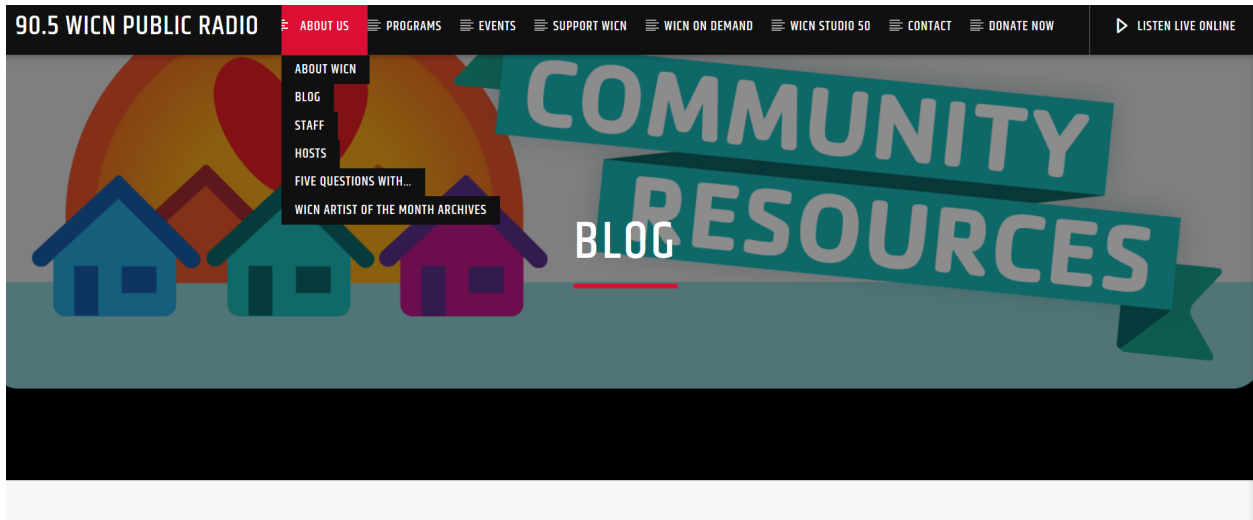 90.5 WICN PUBLIC RADIO ABOUT US PROGRAMS EVENTS SUPPORT WICN WICN ON DEMAND WICN STUDIO 50 CONTACT DONATE NOW LISTEN LIVE ONLINE
ABOUT WICN
BLOG
STAFF
HOSTS
FIVE QUESTIONS WITH...
WICN ARTIST OF THE MONTH ARCHIVES
COMMUNITY
RESOURCES
BLOG